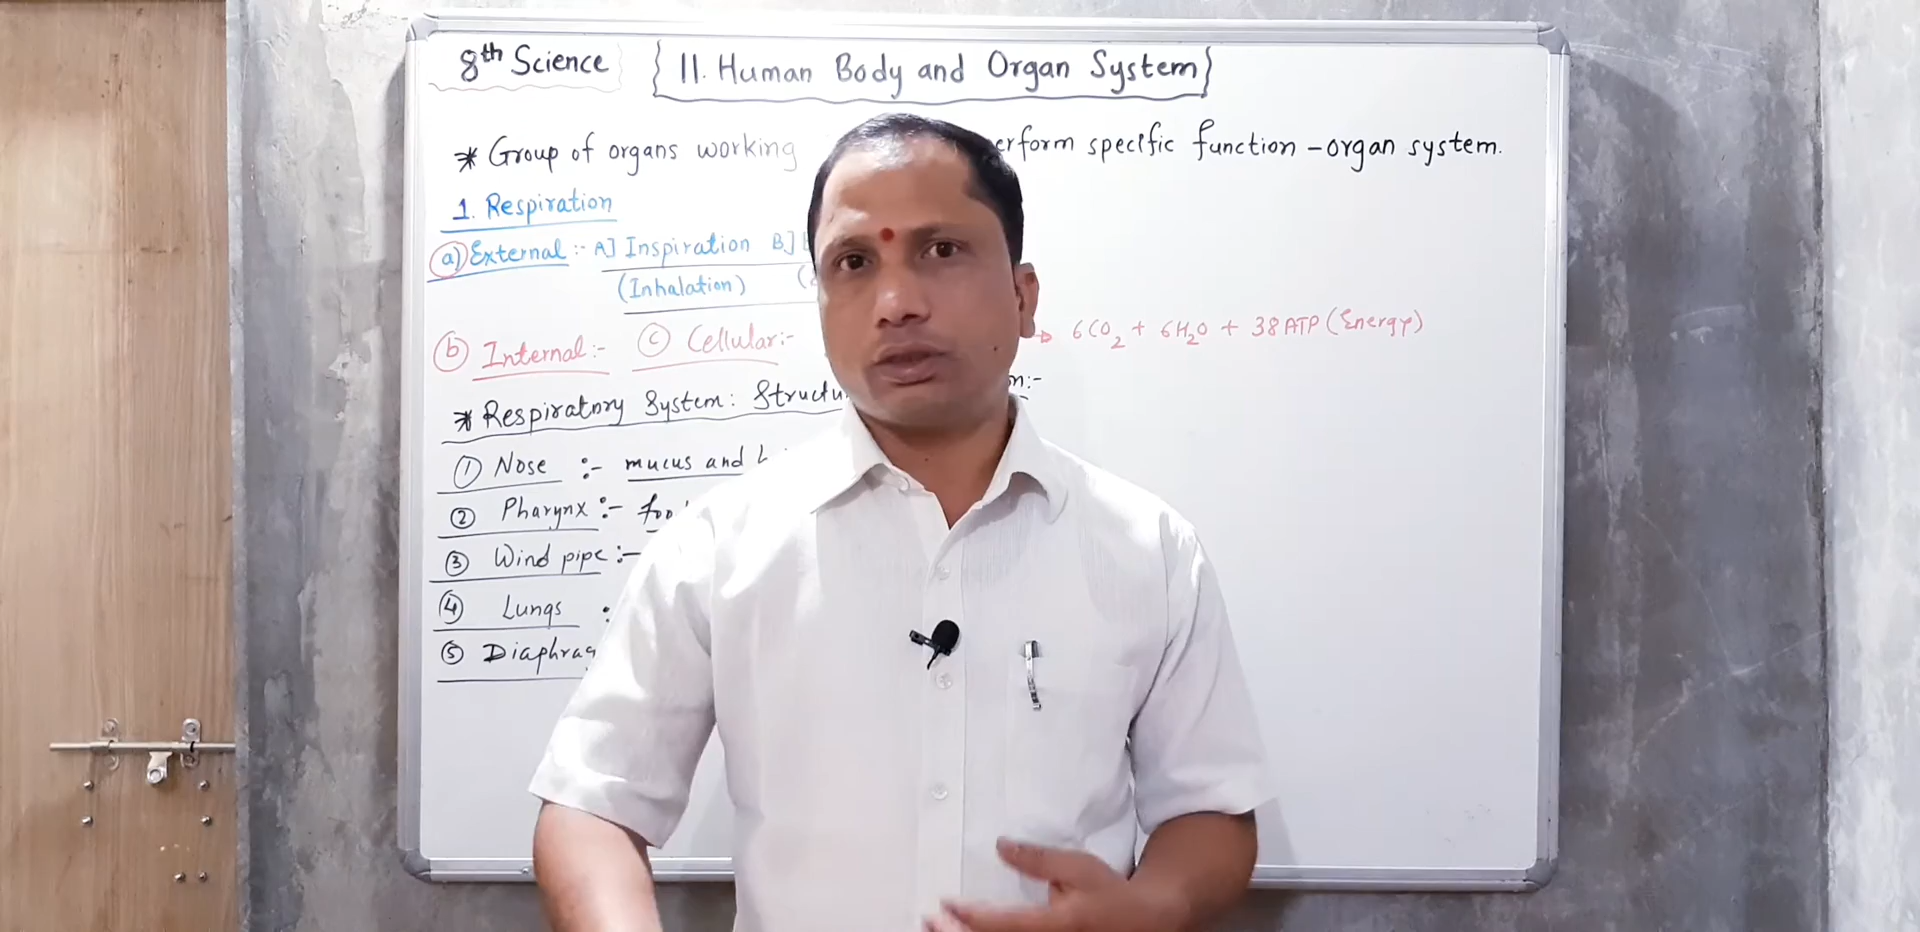 8th Science {11. Human Body and Organ System}
* Group of organs working erform specific function – organ system.
1. Respiration
a) External :- A] Inspiration B]
(Inhalation) (
b Internal :- c Cellular :- → 6CO2 + 6H2O + 38 ATP (Energy)
* Respiratory System : Structu n:-
1 Nose :- mucus and
2 Pharynx :- foo
3 Wind pipe :-
4 Lungs :
5 Diaphrag